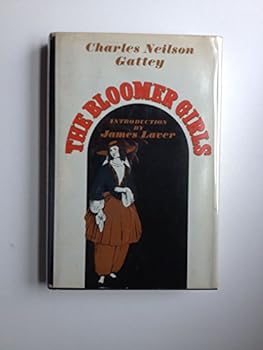 Charles Neilson
Gattey
THE BLOOMER GIRLS
INTRODUCTION
BY
James Laver